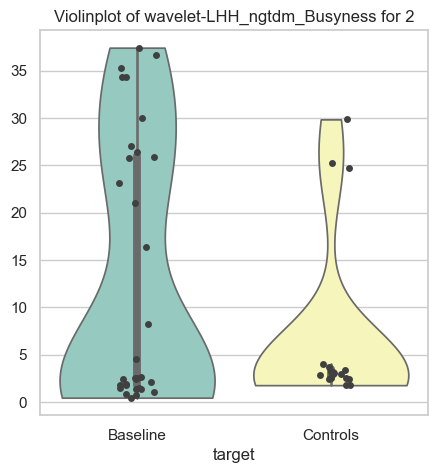 Violinplot of wavelet-LHH_ngtdm_Busyness for 2
35
30
25
20
15
10
5
0
Baseline Controls
target